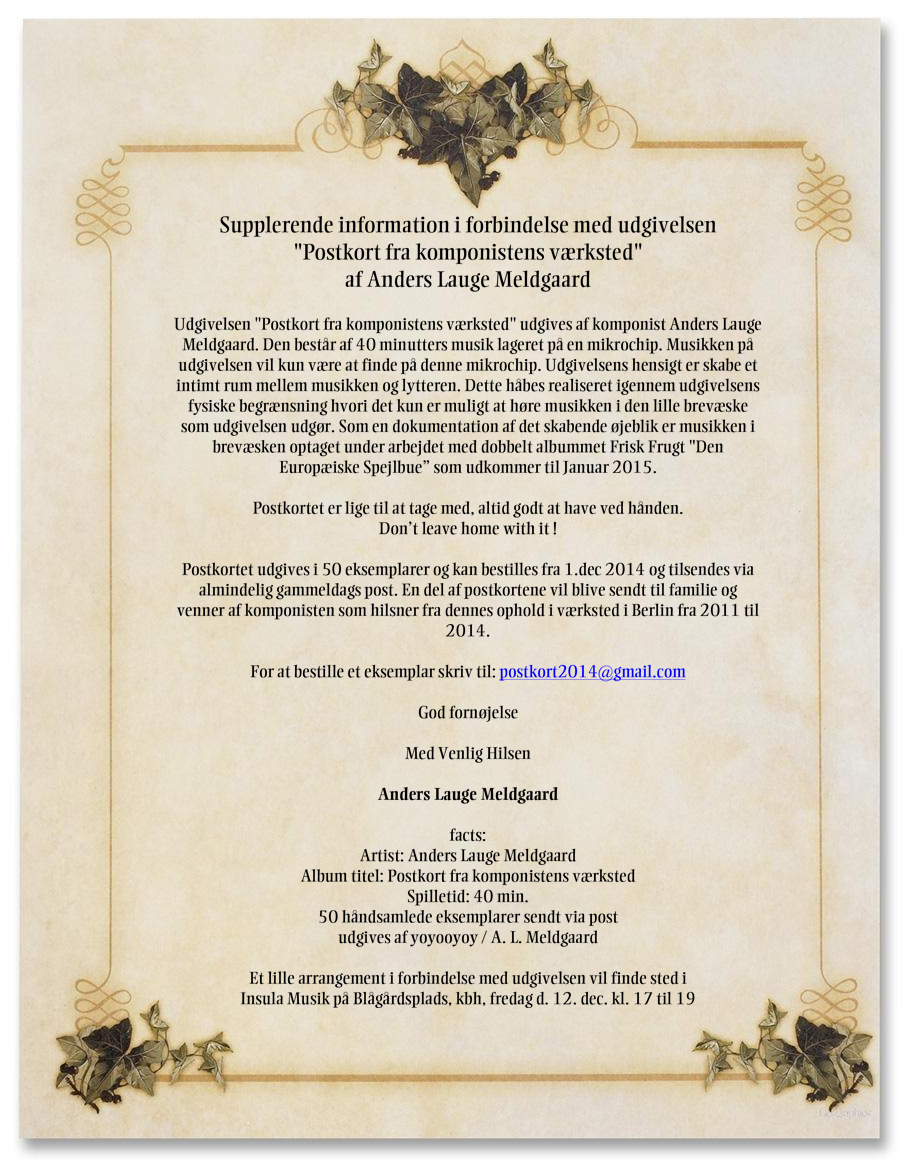 Supplerende information i forbindelse med udgivelsen
"Postkort fra komponistens værksted"
af Anders Lauge Meldgaard
Udgivelsen "Postkort fra komponistens værksted" udgives af komponist Anders Lauge
Meldgaard. Den består af 40 minutters musik lageret på en mikrochip. Musikken på
udgivelsen vil kun være at finde på denne mikrochip. Udgivelsens hensigt er skabe et
intimt rum mellem musikken og lytteren. Dette håbes realiseret igennem udgivelsens
fysiske begrænsning hvori det kun er muligt at høre musikken i den lille brevæske
som udgivelsen udgør. Som en dokumentation af det skabende øjeblik er musikken i
brevæsken optaget under arbejdet med dobbelt albummet Frisk Frugt "Den
Europæiske Spejlbue” som udkommer til Januar 2015.
Postkortet er lige til at tage med, altid godt at have ved hånden.
Don’t leave home with it !
Postkortet udgives i 50 eksemplarer og kan bestilles fra 1.dec 2014 og tilsendes via
almindelig gammeldags post. En del af postkortene vil blive sendt til familie og
venner af komponisten som hilsner fra dennes ophold i værksted i Berlin fra 2011 til
2014.
For at bestille et eksemplar skriv til: postkort2014@gmail.com
God fornøjelse
Med Venlig Hilsen
Anders Lauge Meldgaard
facts:
Artist: Anders Lauge Meldgaard
Album titel: Postkort fra komponistens værksted
Spilletid: 40 min.
50 håndsamlede eksemplarer sendt via post
udgives af yoyooyoy / A. L. Meldgaard
Et lille arrangement i forbindelse med udgivelsen vil finde sted i
Insula Musik på Blågårdsplads, kbh, fredag d. 12. dec. kl. 17 til 19